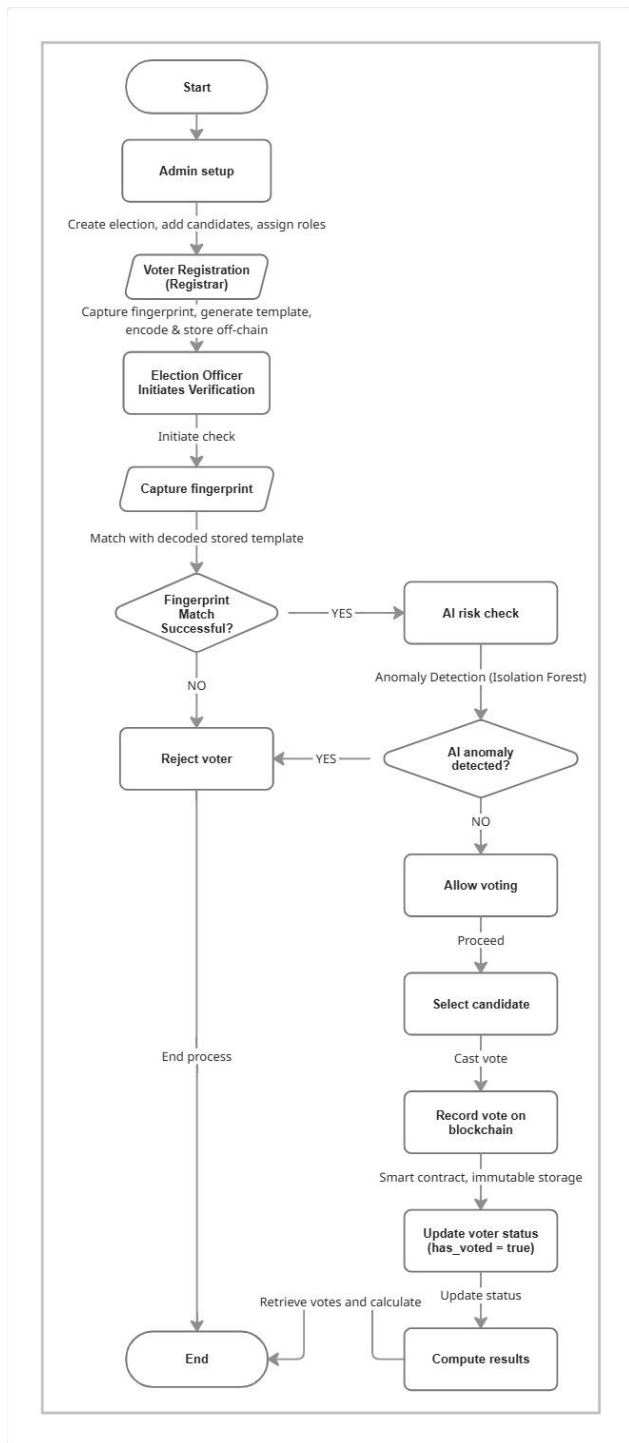 Start
Admin setup
Create election, add candidates, assign roles
Voter Registration
(Registrar)
Capture fingerprint, generate template,
encode & store off-chain
Election Officer
Initiates Verification
Initiate check
Capture fingerprint
Match with decoded stored template
Fingerprint
Match
Successful?
YES
AI risk check
Anomaly Detection (Isolation Forest)
NO
Reject voter
YES
AI anomaly
detected?
NO
Allow voting
Proceed
Select candidate
Cast vote
End process
Record vote on
blockchain
Smart contract, immutable storage
Update voter status
(has_voted = true)
Update status
Retrieve votes and calculate
End
Compute results